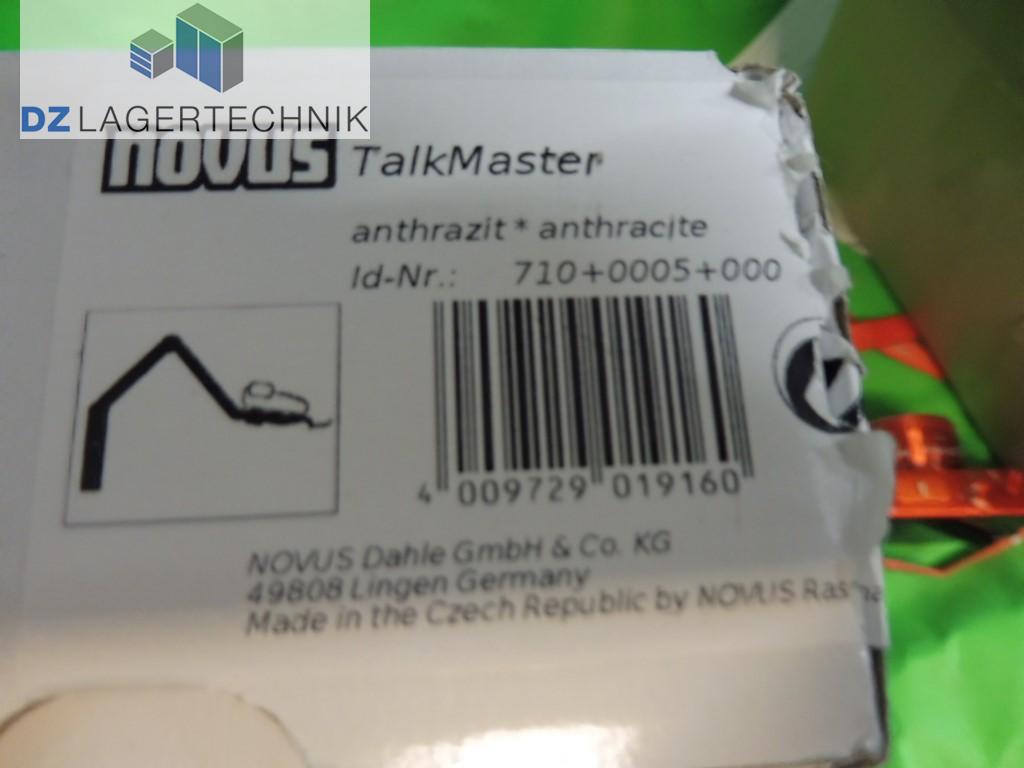 DZ LAGERTECHNIK
novus TalkMaster
anthrazit * anthracite
Id-Nr.: 710+0005+000
4 009729 019160
NOVUS Dahle GmbH & Co. KG
49808 Lingen Germany
Made in the Czech Republic by NOVUS